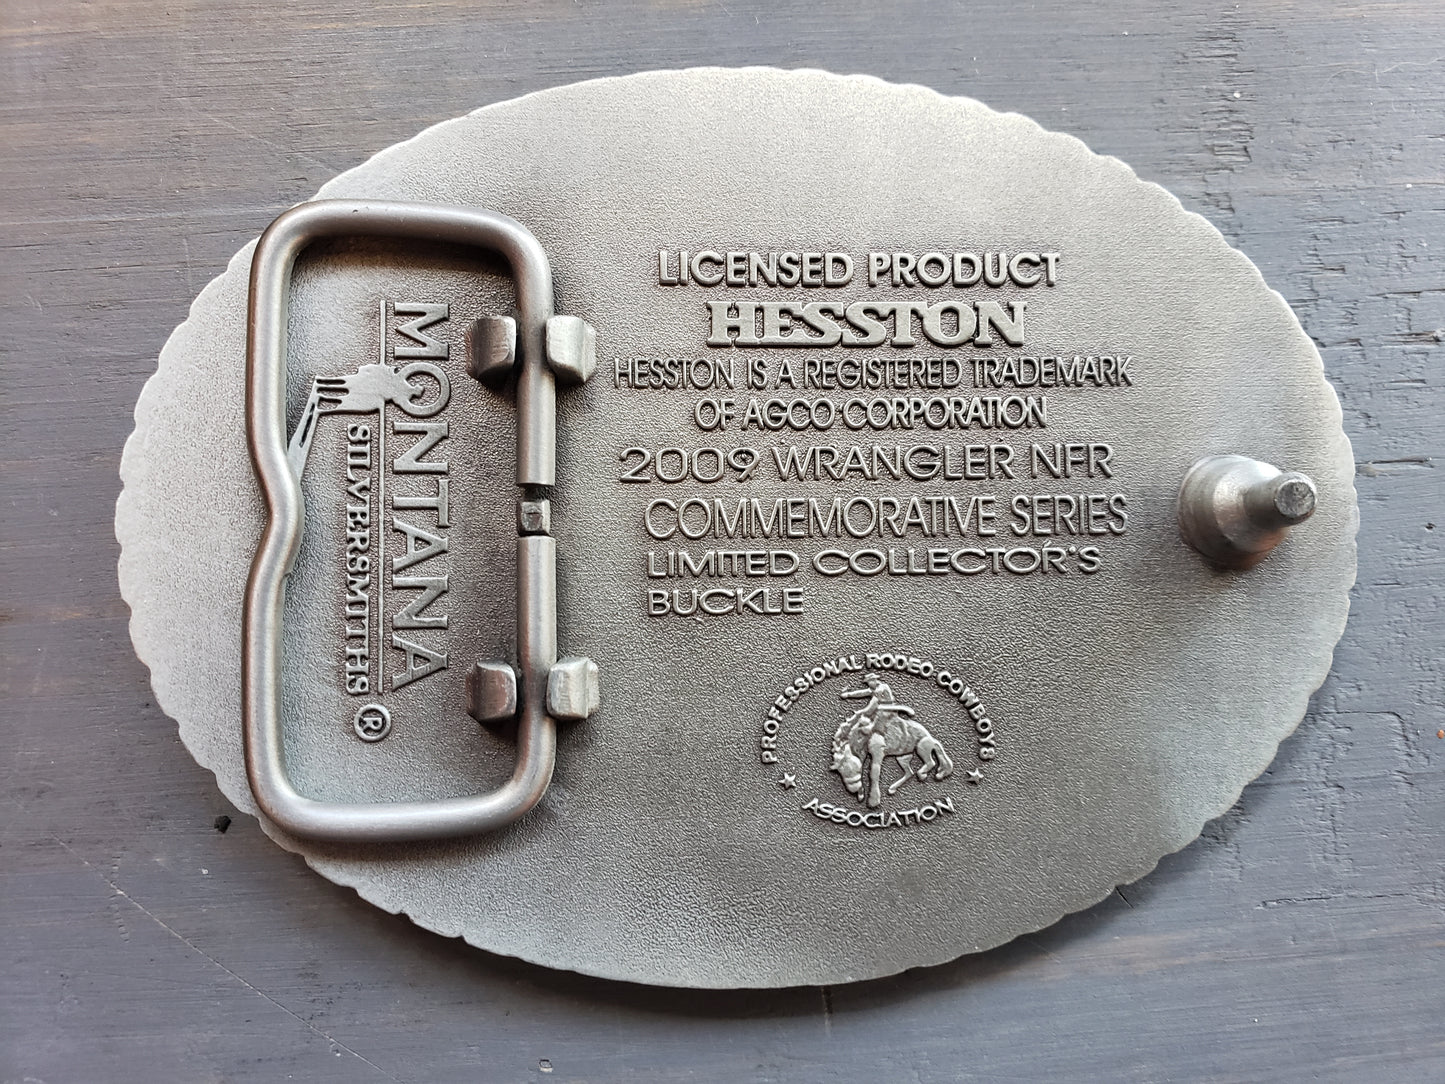 LICENSED PRODUCT
HESSTON
HESSTON IS A REGISTERED TRADEMARK
OF AGCO CORPORATION
2009 WRANGLER NFR
COMMEMORATIVE SERIES
LIMITED COLLECTOR'S
BUCKLE
PROFESSIONAL RODEO COWBOYS
ASSOCIATION
MONTANA
SILVERSMITHS ®